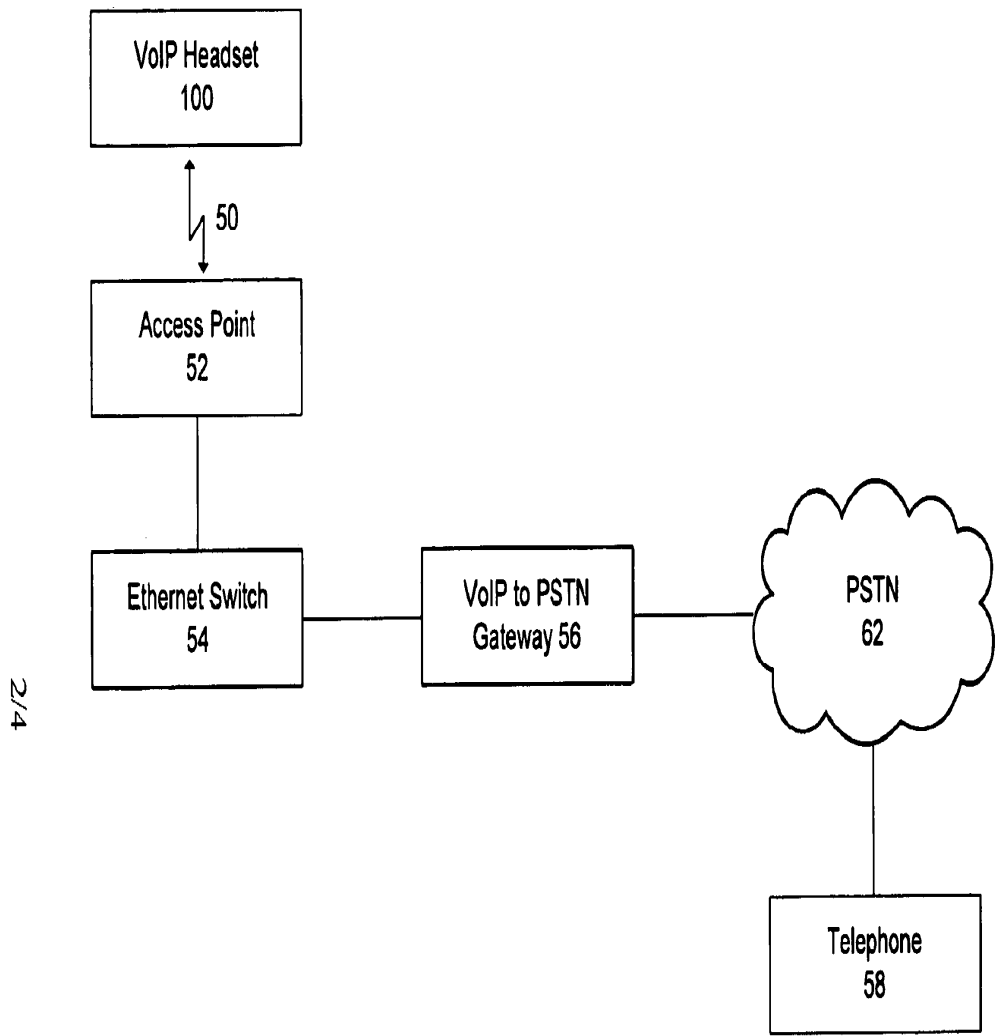 VoIP Headset
100
50
Access Point
52
Ethernet Switch
54
VoIP to PSTN
Gateway 56
PSTN
62
2/4
Telephone
58